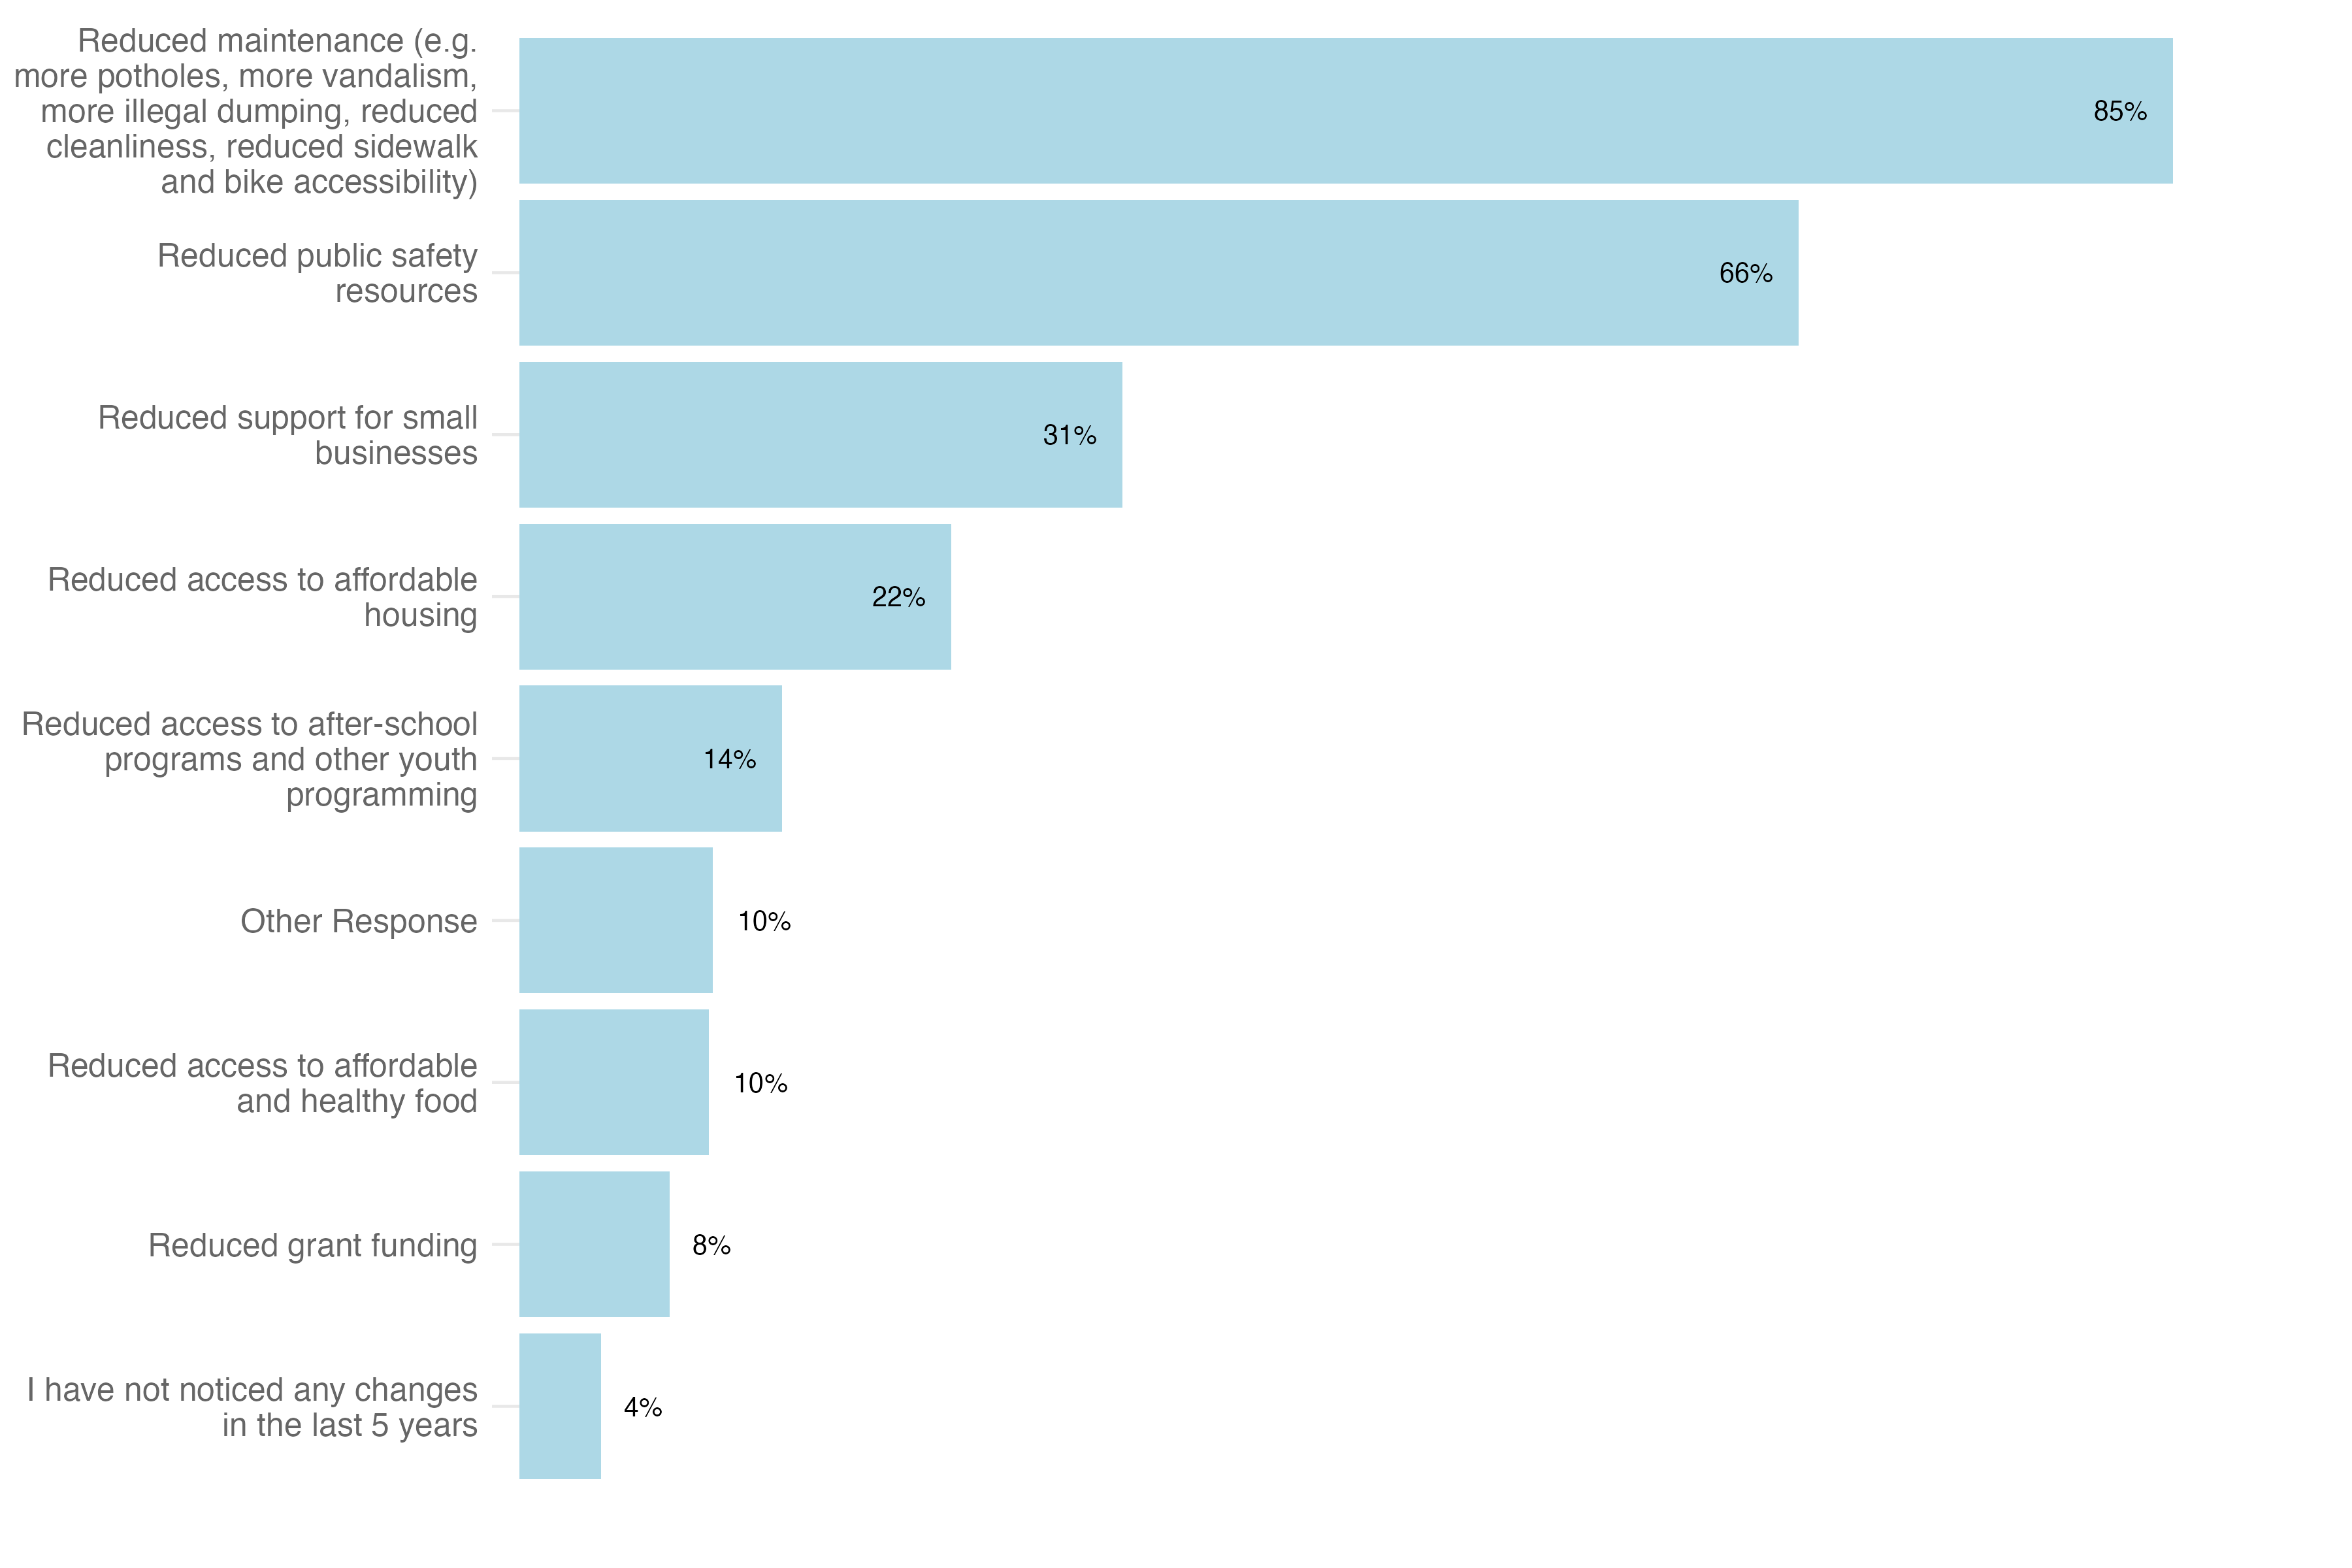 Reduced maintenance (e.g.
more potholes, more vandalism,
more illegal dumping, reduced
cleanliness, reduced sidewalk
and bike accessibility)
85%
Reduced public safety
resources
66%
Reduced support for small
businesses
31%
Reduced access to affordable
housing
22%
Reduced access to after-school
programs and other youth
programming
14%
Other Response
10%
Reduced access to affordable
and healthy food
10%
Reduced grant funding
8%
I have not noticed any changes
in the last 5 years
4%